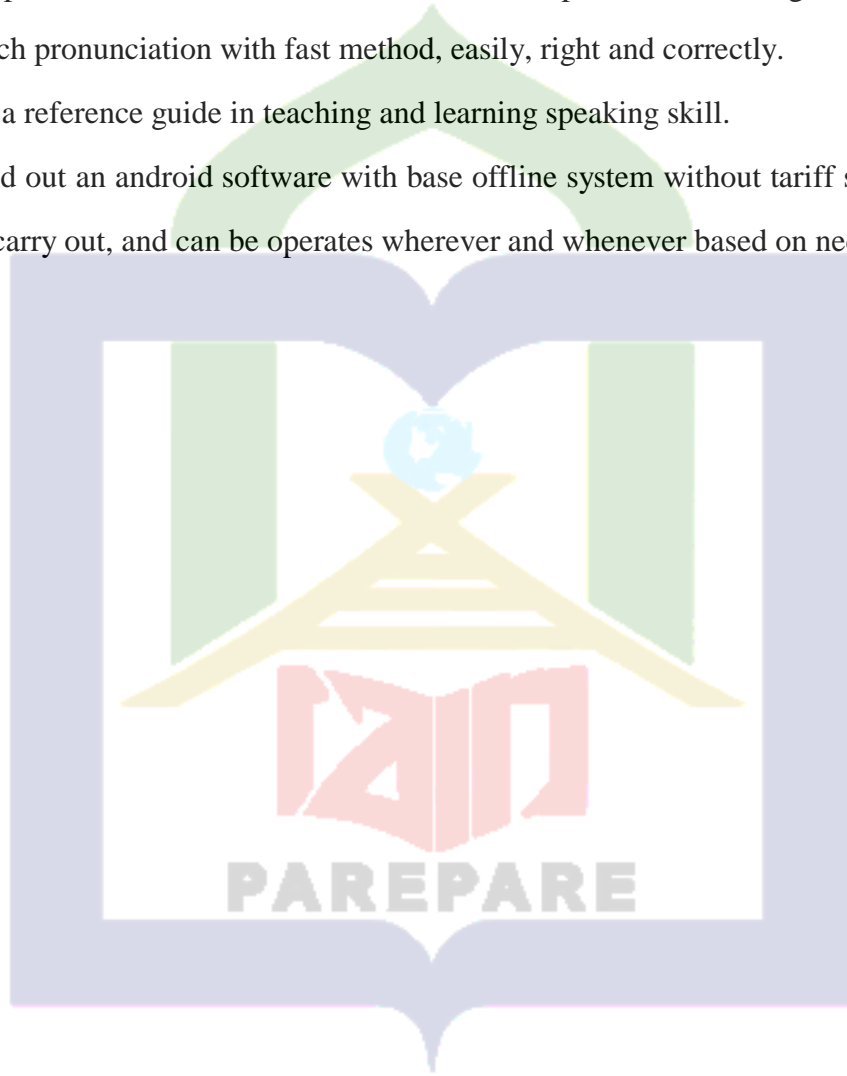 ch pronunciation with fast method, easily, right and correctly.
a reference guide in teaching and learning speaking skill.
d out an android software with base offline system without tariff s
carry out, and can be operates wherever and whenever based on ne
iain
PAREPARE